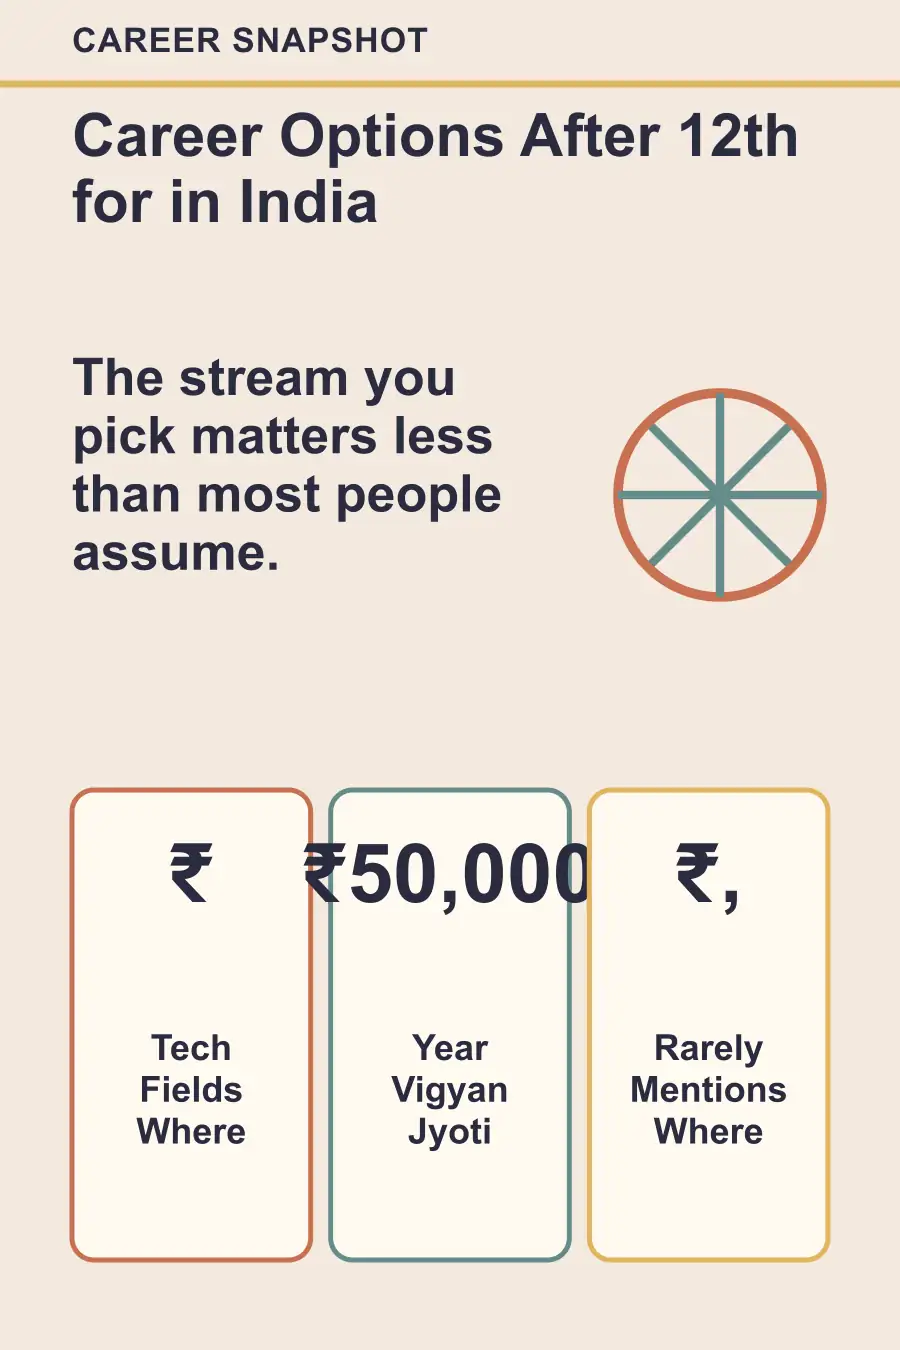 CAREER SNAPSHOT
Career Options After 12th
for in India
The stream you
pick matters less
than most people
assume.
₹
Tech
Fields
Where
₹50,000
Year
Vigyan
Jyoti
₹,
Rarely
Mentions
Where